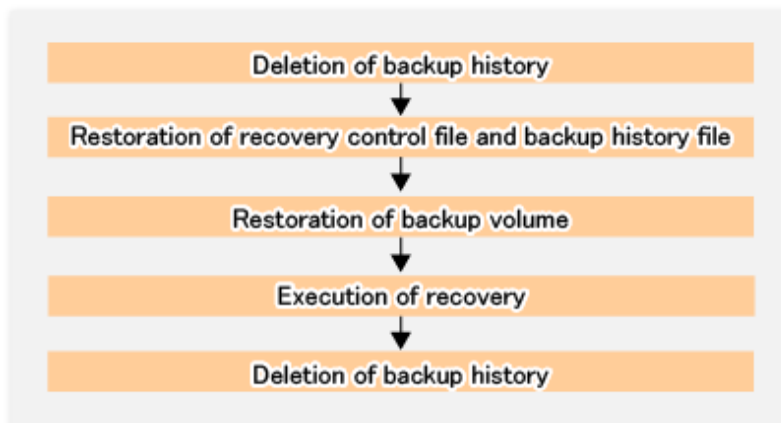 Deletion of backup history
Restoration of recovery control file and backup history file
Restoration of backup volume
Execution of recovery
Deletion of backup history